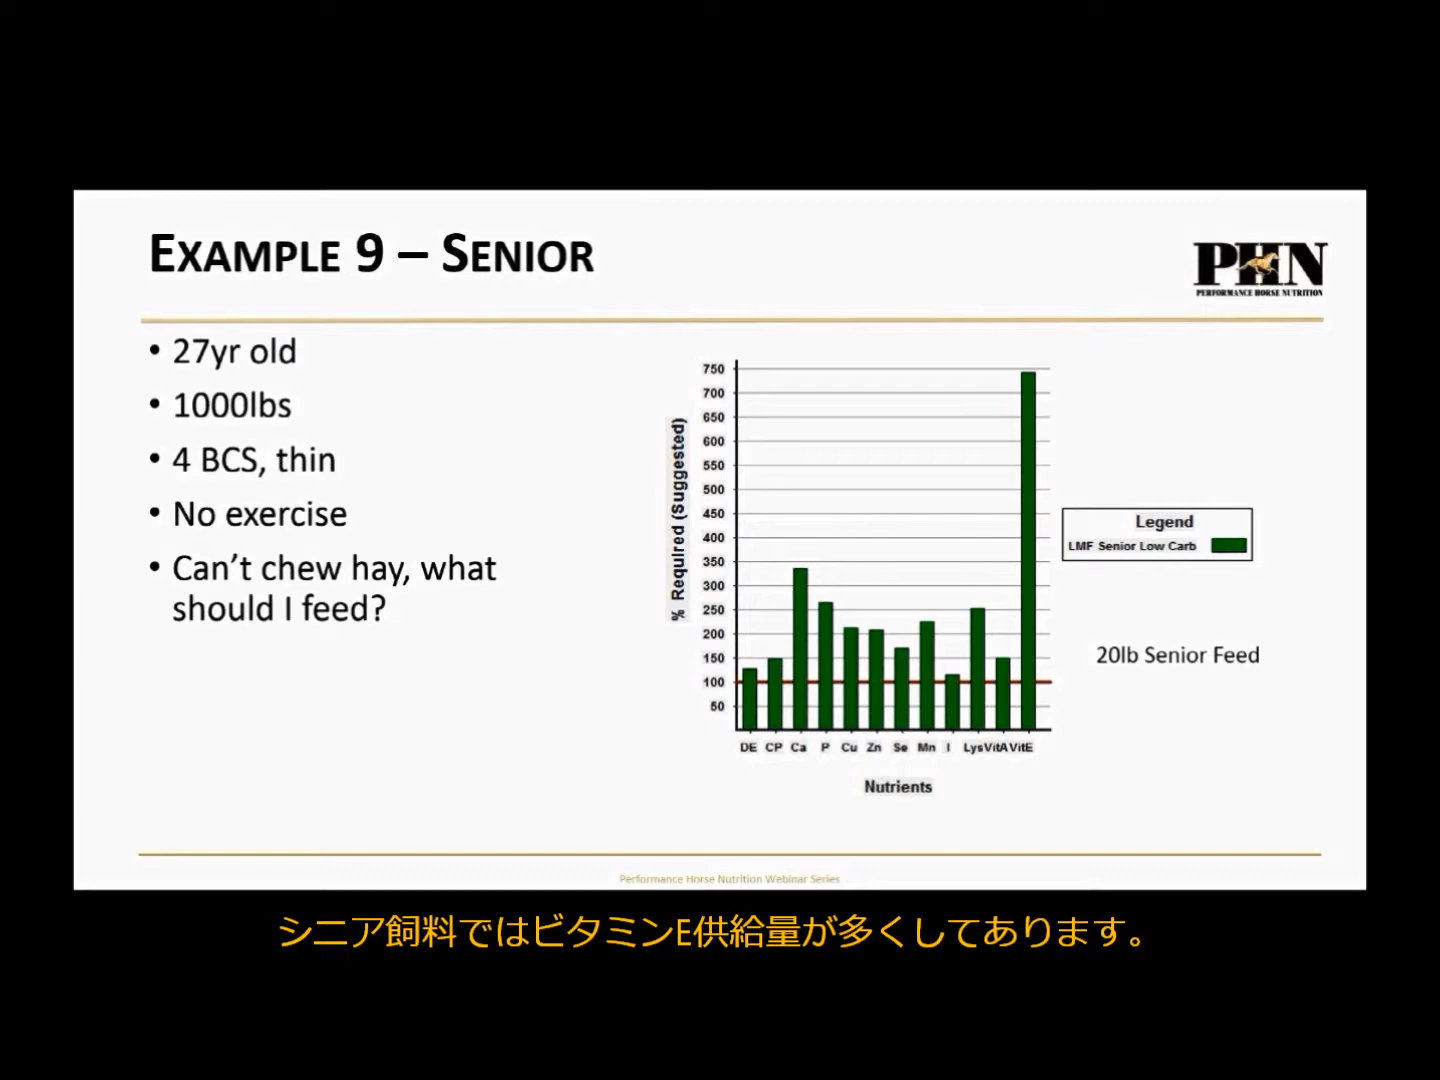 EXAMPLE 9 – SENIOR
PHN
PERFORMANCE HORSE NUTRITION
• 27yr old
• 1000lbs
• 4 BCS, thin
• No exercise
• Can't chew hay, what
should I feed?
% Required (Suggested)
750
700
650
600
550
500
450
400
350
300
250
200
150
100
50
DE CP Ca P Cu Zn Se Mn I Lys VitA VitE
Nutrients
Legend
LMF Senior Low Carb
20lb Senior Feed
Performance Horse Nutrition Webinar Series
シニア飼料ではビタミンE供給量が多くしてあります。